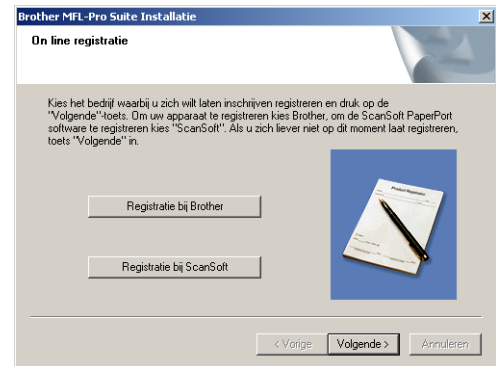 Brother MFL-Pro Suite Installatie
On line registratie
Kies het bedrijf waarbij u zich wilt laten inschrijven registreren en druk op de
"Volgende"-toets. Om uw apparaat te registreren kies Brother, om de ScanSoft PaperPort
software te registreren kies "ScanSoft". Als u zich liever niet op dit moment laat registreren,
toets "Volgende" in.
Product Registration
Registratie bij Brother
Registratie bij ScanSoft
< Vorige
Volgende >
Annuleren